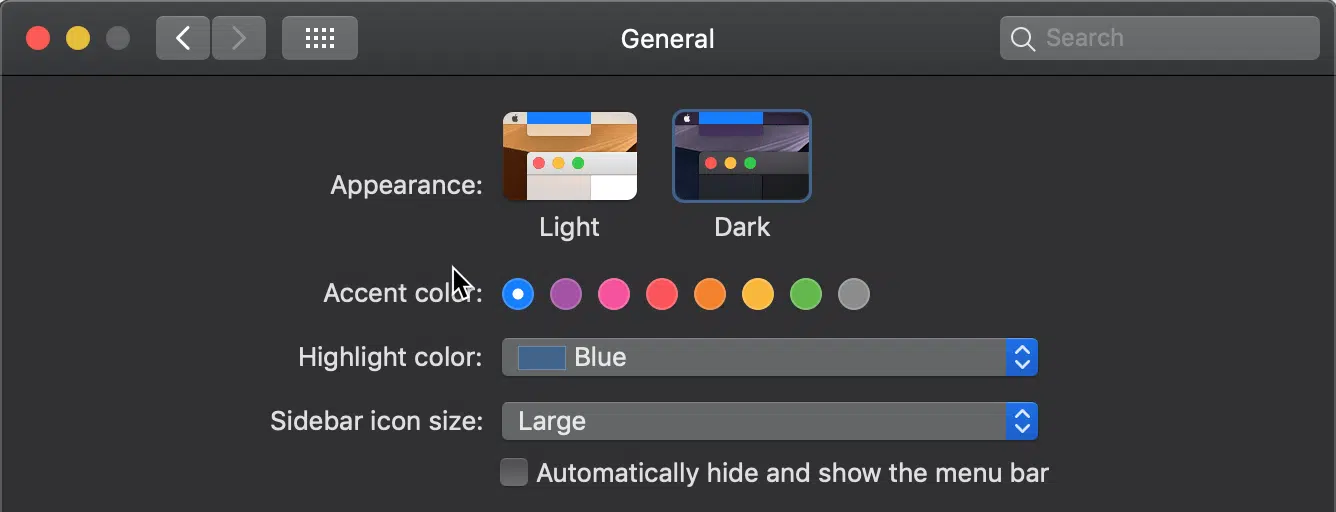 General
Search
Appearance:
Light
Dark
Accent color:
Highlight color:
Blue
Sidebar icon size:
Large
Automatically hide and show the menu bar